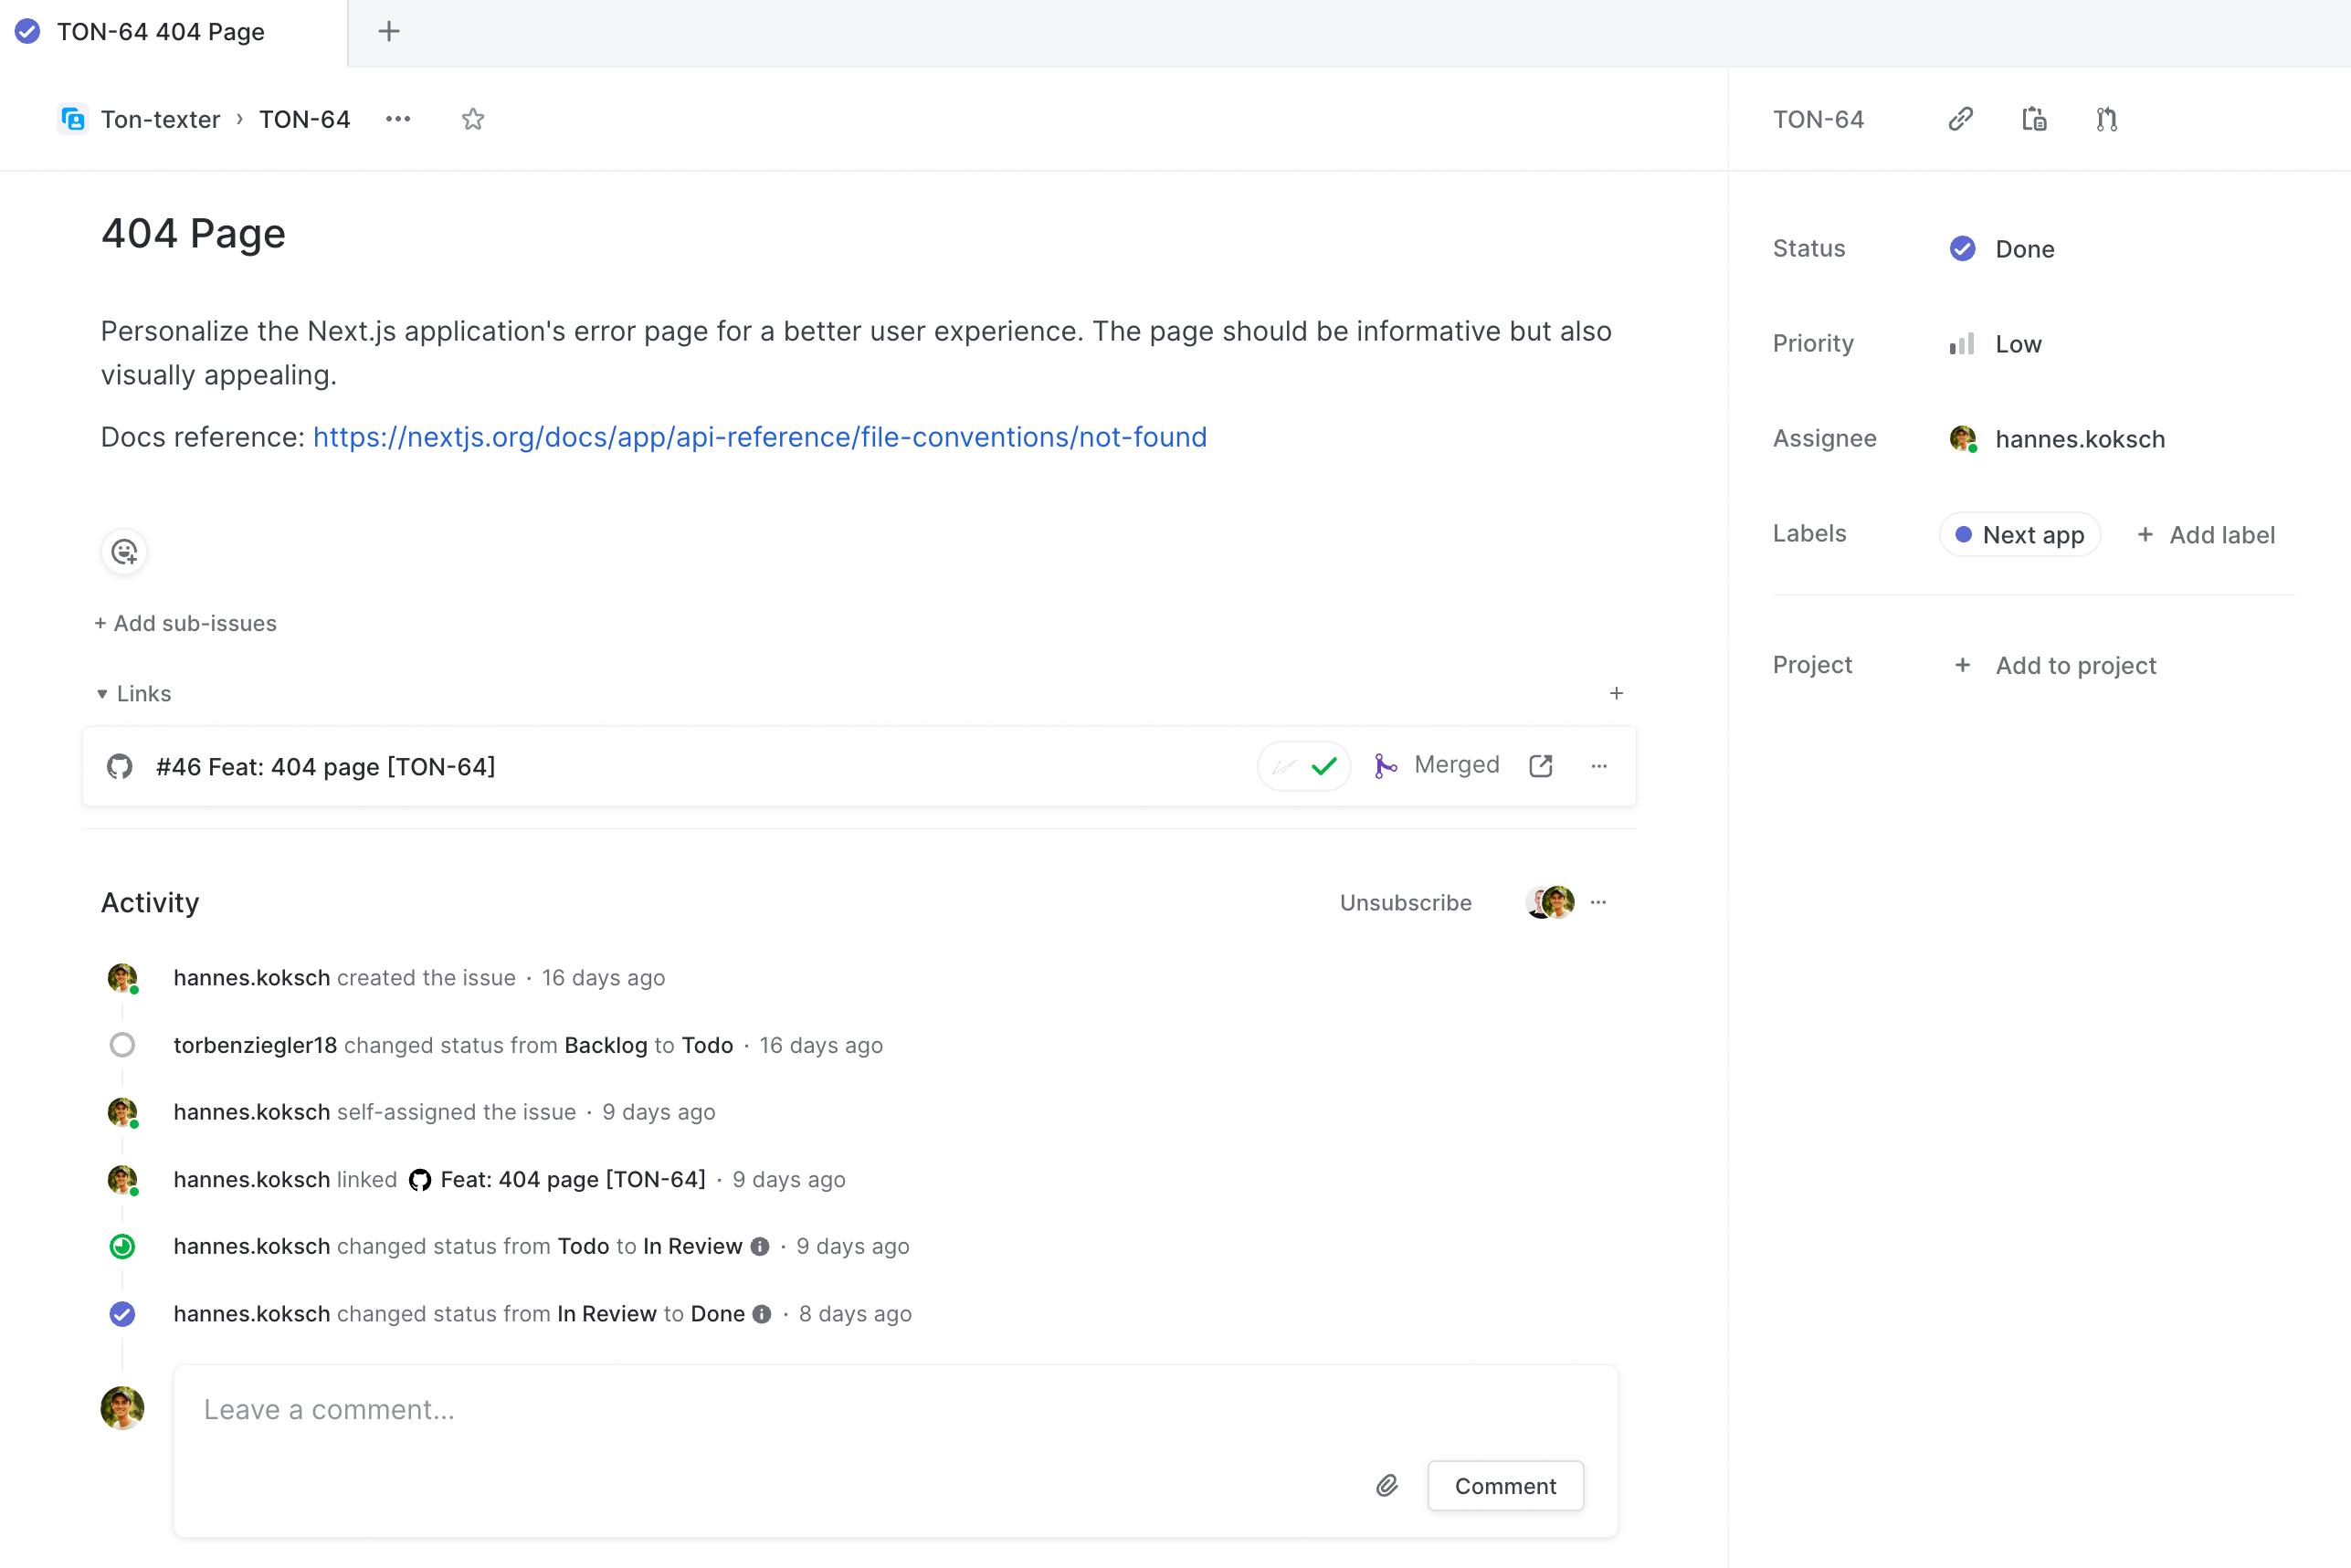 TON-64 404 Page
Ton-texter › TON-64
TON-64
404 Page
Personalize the Next.js application's error page for a better user experience. The page should be informative but also
visually appealing.
Docs reference: https://nextjs.org/docs/app/api-reference/file-conventions/not-found
+ Add sub-issues
Links
#46 Feat: 404 page [TON-64]
Merged
Activity
Unsubscribe
hannes.koksch created the issue · 16 days ago
torbenziegler18 changed status from Backlog to Todo · 16 days ago
hannes.koksch self-assigned the issue · 9 days ago
hannes.koksch linked Feat: 404 page [TON-64] · 9 days ago
hannes.koksch changed status from Todo to In Review · 9 days ago
hannes.koksch changed status from In Review to Done · 8 days ago
Leave a comment...
Comment
Status Done
Priority Low
Assignee hannes.koksch
Labels Next app + Add label
Project + Add to project